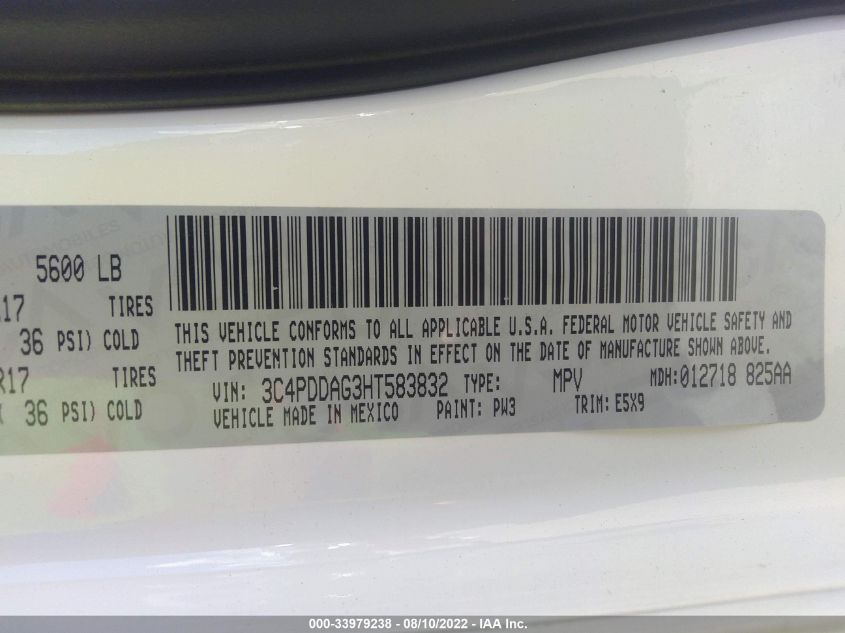 5600 LB
17 TIRES
36 PSI) COLD
R17 TIRES
36 PSI) COLD
THIS VEHICLE CONFORMS TO ALL APPLICABLE U.S.A. FEDERAL MOTOR VEHICLE SAFETY AND
THEFT PREVENTION STANDARDS IN EFFECT ON THE DATE OF MANUFACTURE SHOWN ABOVE.
VIN: 3C4PDDAG3HT583832 TYPE: MPV MDH:012718 825AA
VEHICLE MADE IN MEXICO PAINT: PW3 TRIM: E5X9
000-33979238 - 08/10/2022 - IAA Inc.